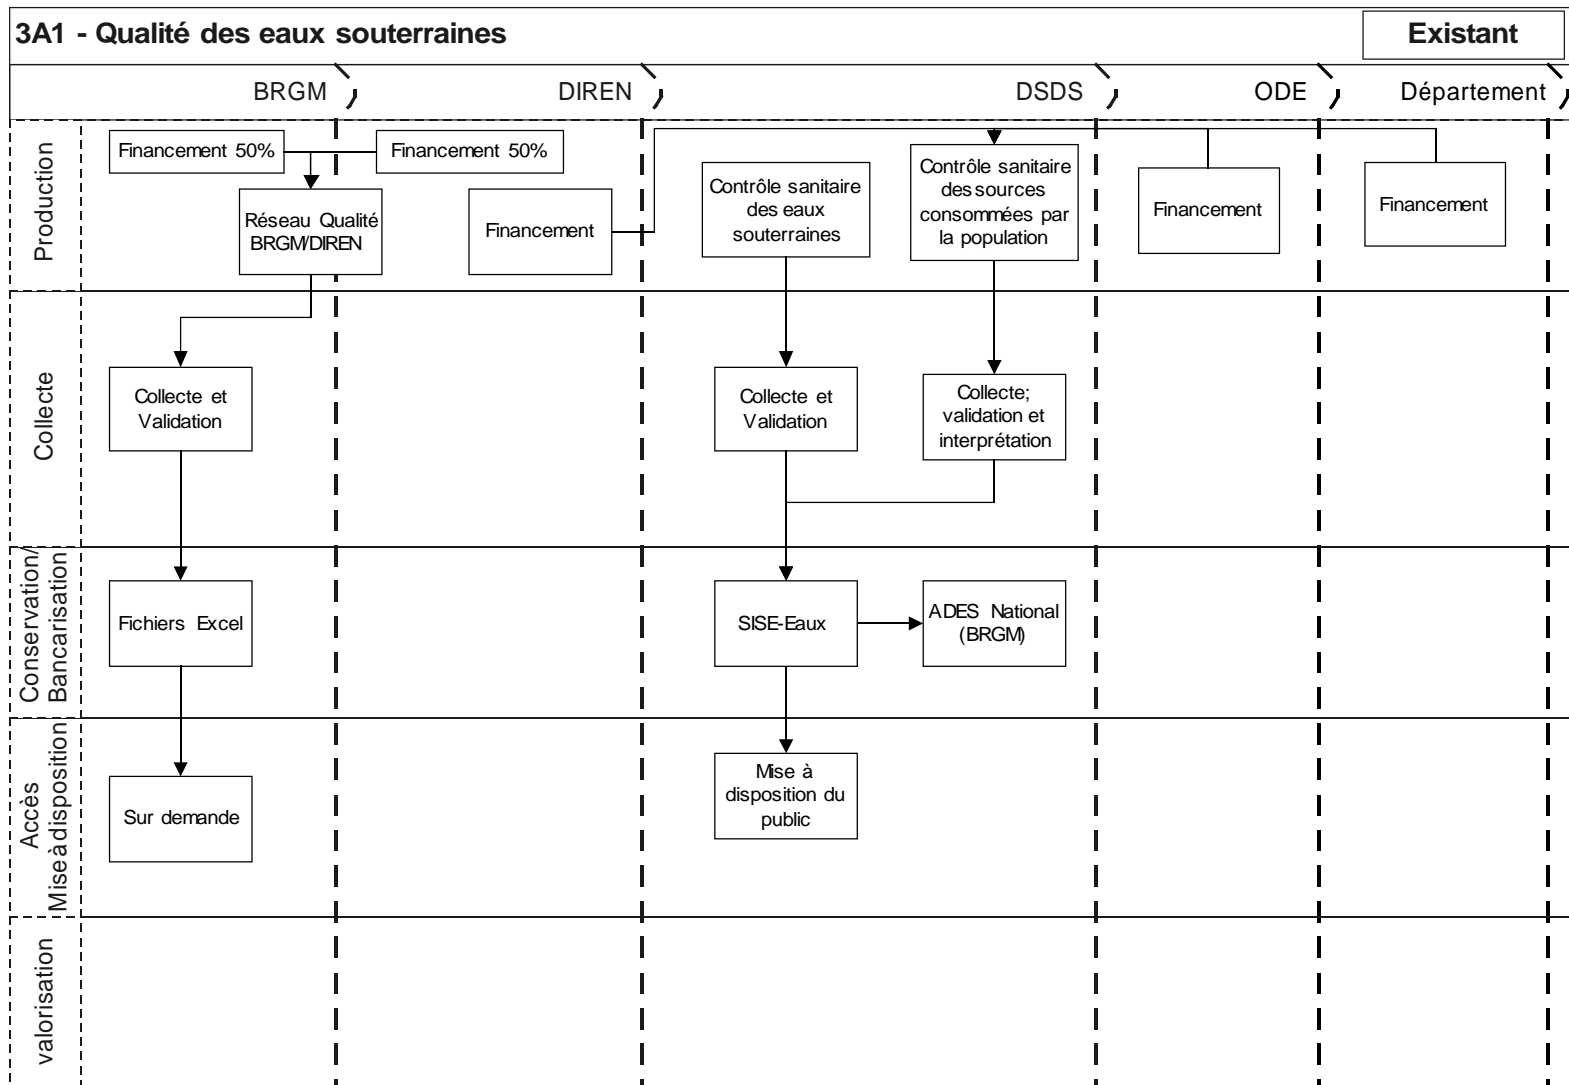 3A1 - Qualité des eaux souterraines
Existant
BRGM
DIREN
DSDS
ODE
Département
Production
Financement 50%
Financement 50%
Réseau Qualité
BRGM/DIREN
Financement
Contrôle sanitaire
des eaux
souterraines
Contrôle sanitaire
des sources
consommées par
la population
Financement
Financement
Collecte
Collecte et
Validation
Collecte et
Validation
Collecte;
validation et
interprétation
Conservation/
Bancarisation
Fichiers Excel
SISE-Eaux
ADES National
(BRGM)
Accès
Mise à disposition
Sur demande
Mise à
disposition du
public
valorisation